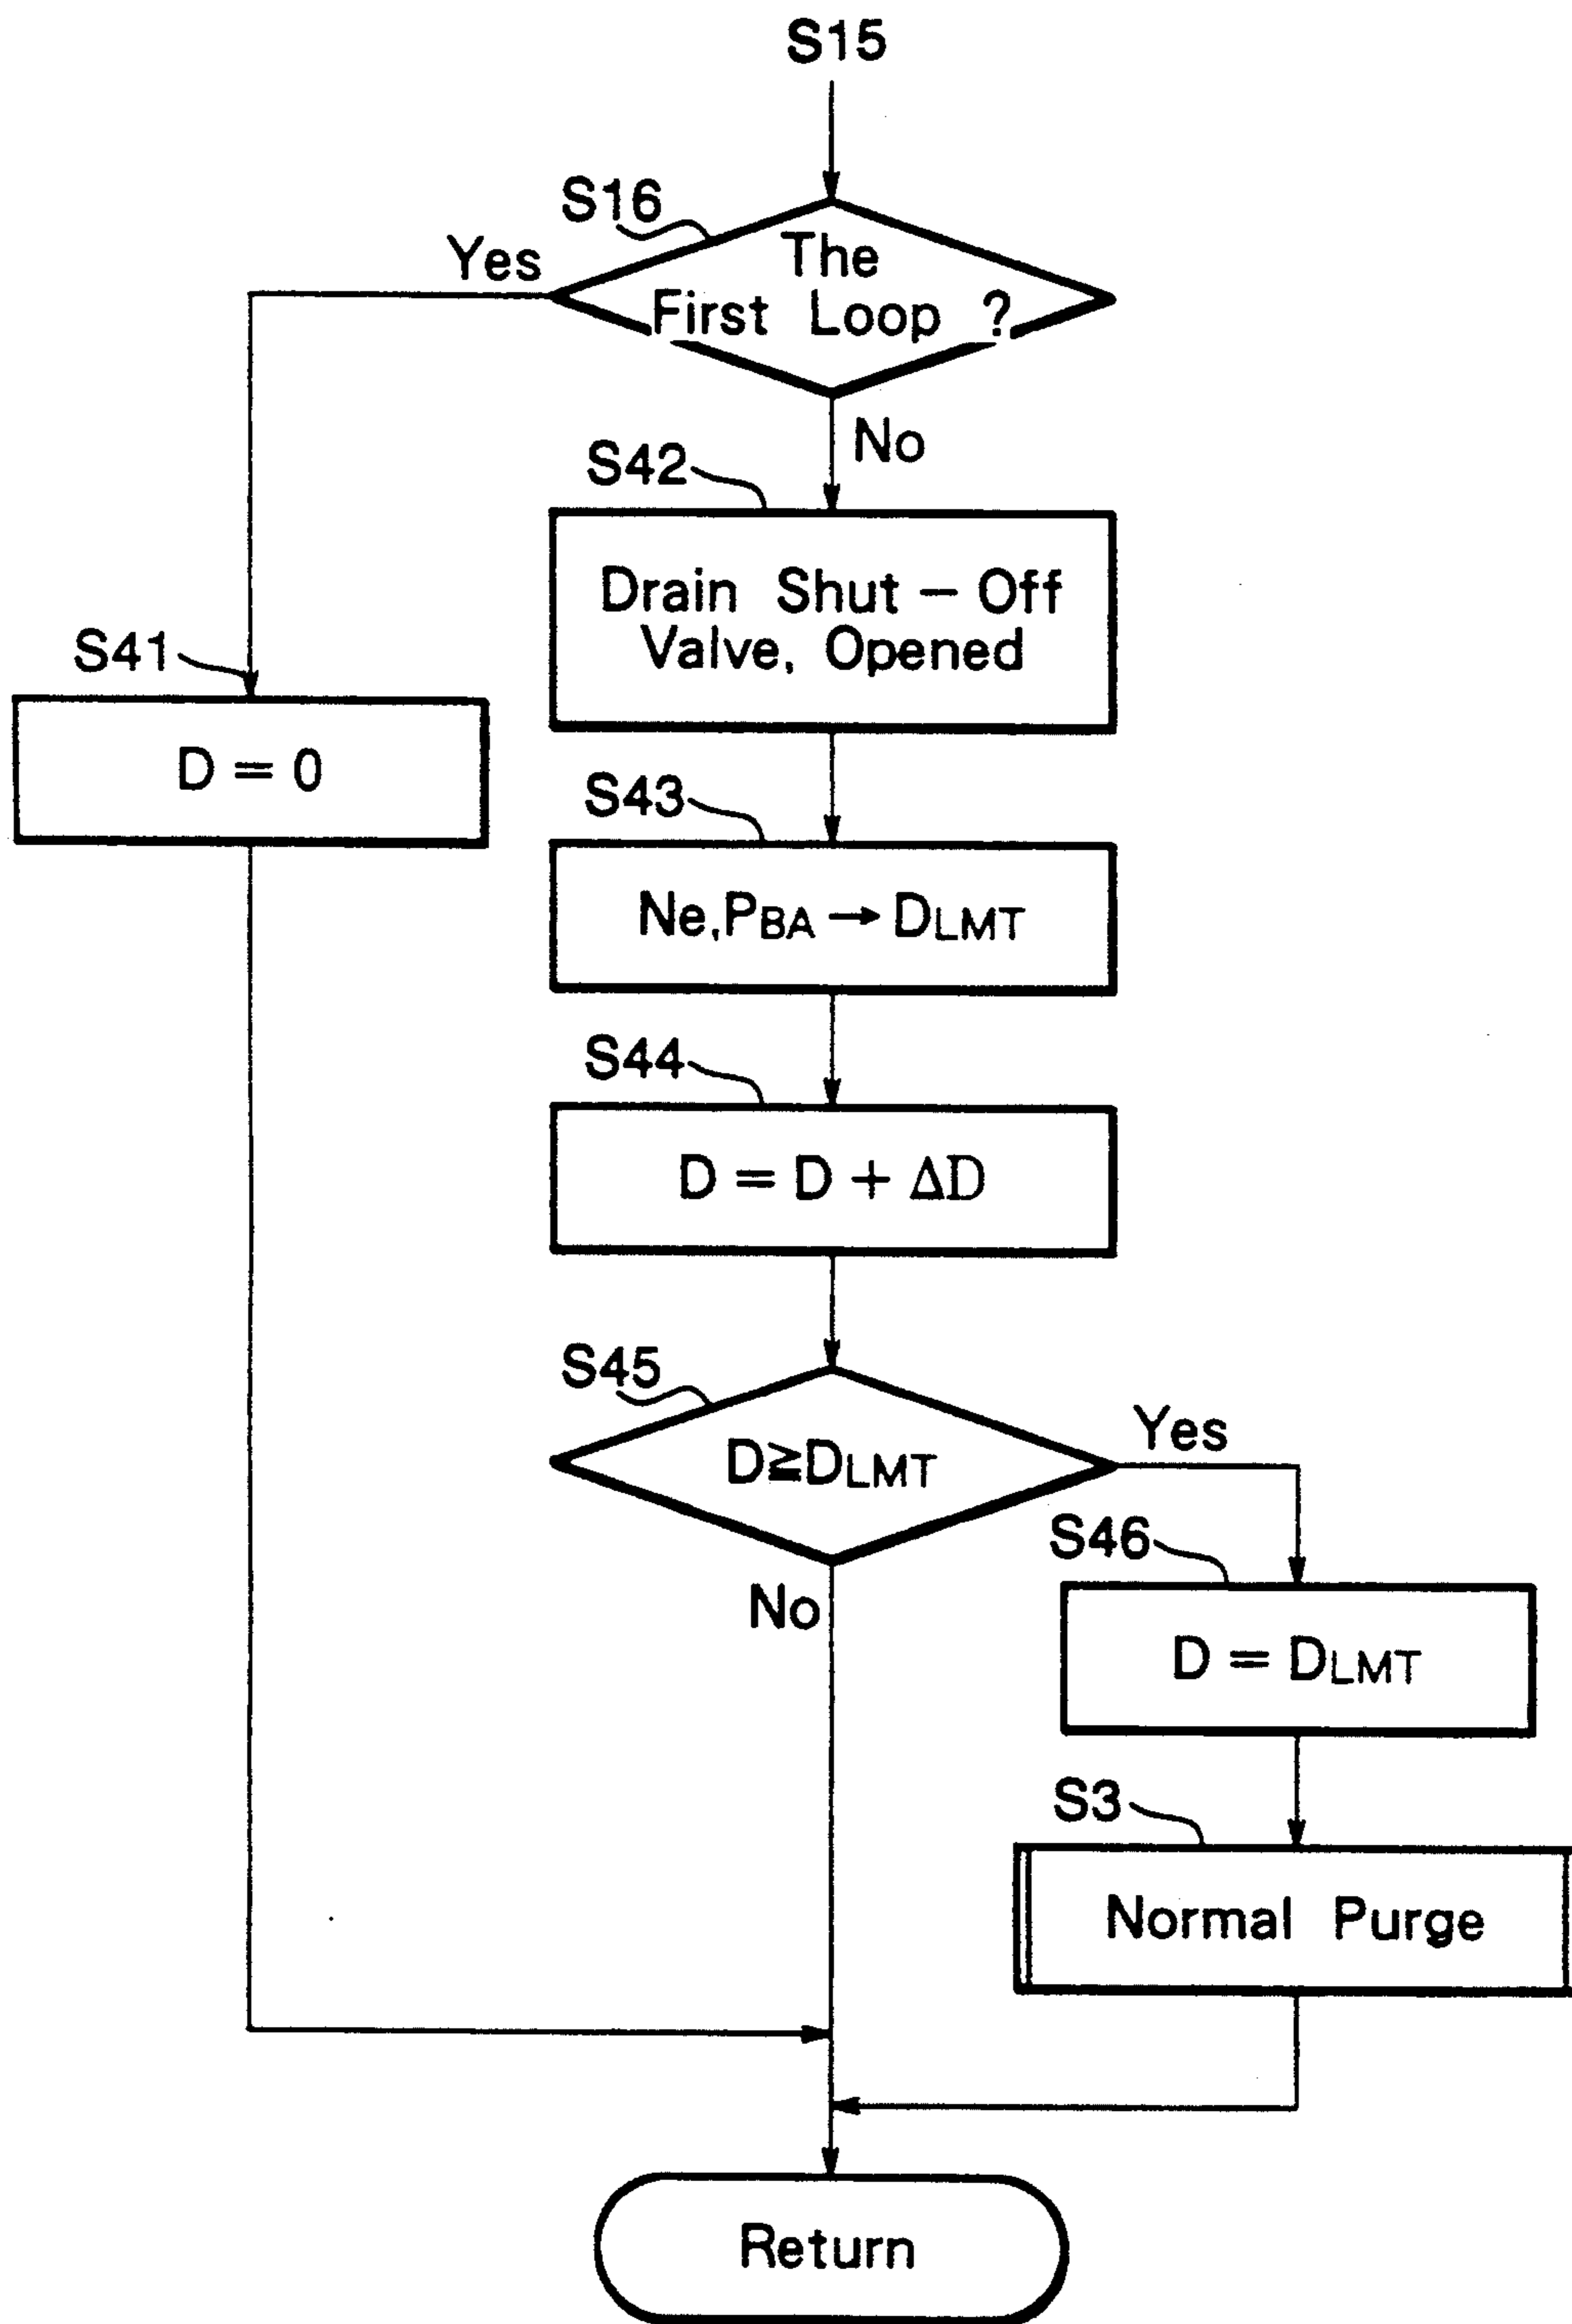 S15
S16
Yes
The
First Loop ?
No
S42
Drain Shut – Off
Valve, Opened
S41
D = 0
S43
Ne,PBA → DLMT
S44
D = D + ΔD
S45
D≧DLMT
Yes
No
S46
D = DLMT
S3
Normal Purge
Return